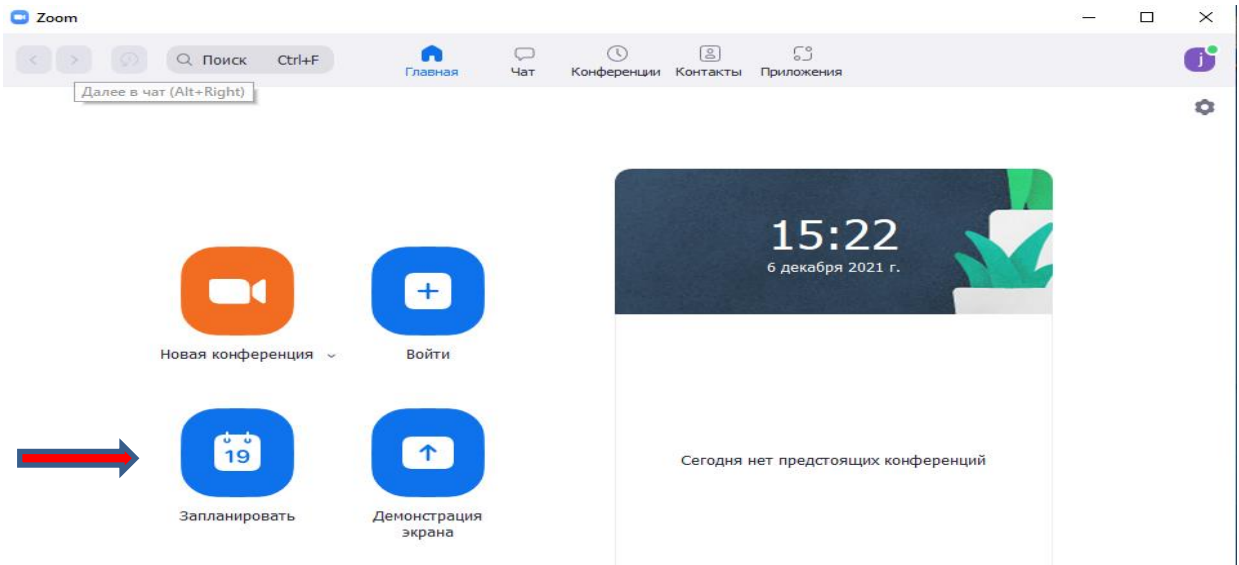 Zoom
Поиск Ctrl+F
Главная
Чат
Конференции
Контакты
Приложения
j
Далее в чат (Alt+Right)
15:22
6 декабря 2021 г.
Новая конференция
Войти
19
Запланировать
Демонстрация
экрана
Сегодня нет предстоящих конференций